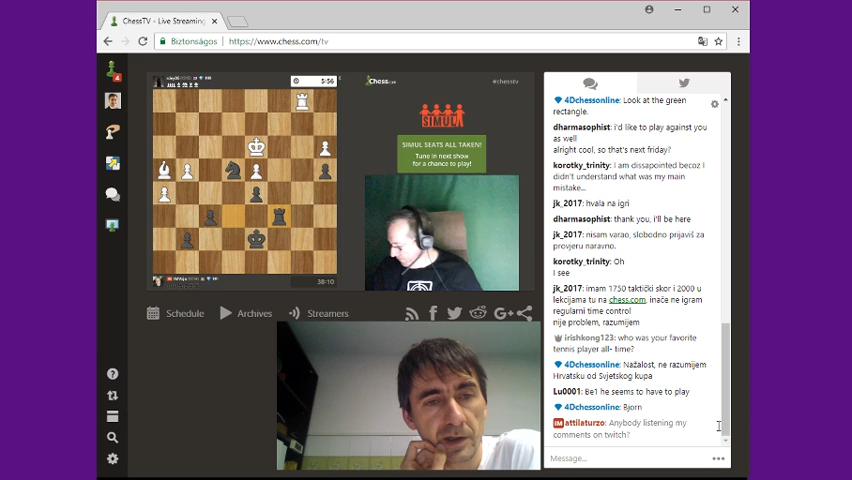 ChessTV - Live Streaming
Biztonságos
https://www.chess.com/tv
4
5:56
Chess.com
#chesstv
SIMUL
SIMUL SEATS ALL TAKEN!
Tune in next show
for a chance to play!
38:10
Schedule
Archives
Streamers
4Dchessonline: Look at the green
rectangle.
dharmasophist: i'd like to play against you
as well
alright cool, so that's next friday?
korotky_trinity: I am dissapointed becoz I
didn't understand what was my main
mistake...
jk_2017: hvala na igri
dharmasophist: thank you, i'll be here
jk_2017: nisam varao, slobodno prijaviš za
provjeru naravno.
korotky_trinity: Oh
I see
jk_2017: imam 1750 taktički skor i 2000 u
lekcijama tu na chess.com, inače ne igram
regularni time control
nije problem, razumijem
irishkong123: who was your favorite
tennis player all- time?
4Dchessonline: Nažalost, ne razumijem
Hrvatsku od Svjetskog kupa
Lu0001: Be1 he seems to have to play
4Dchessonline: Bjorn
IM attilaturzo: Anybody listening my
comments on twitch?
Message...